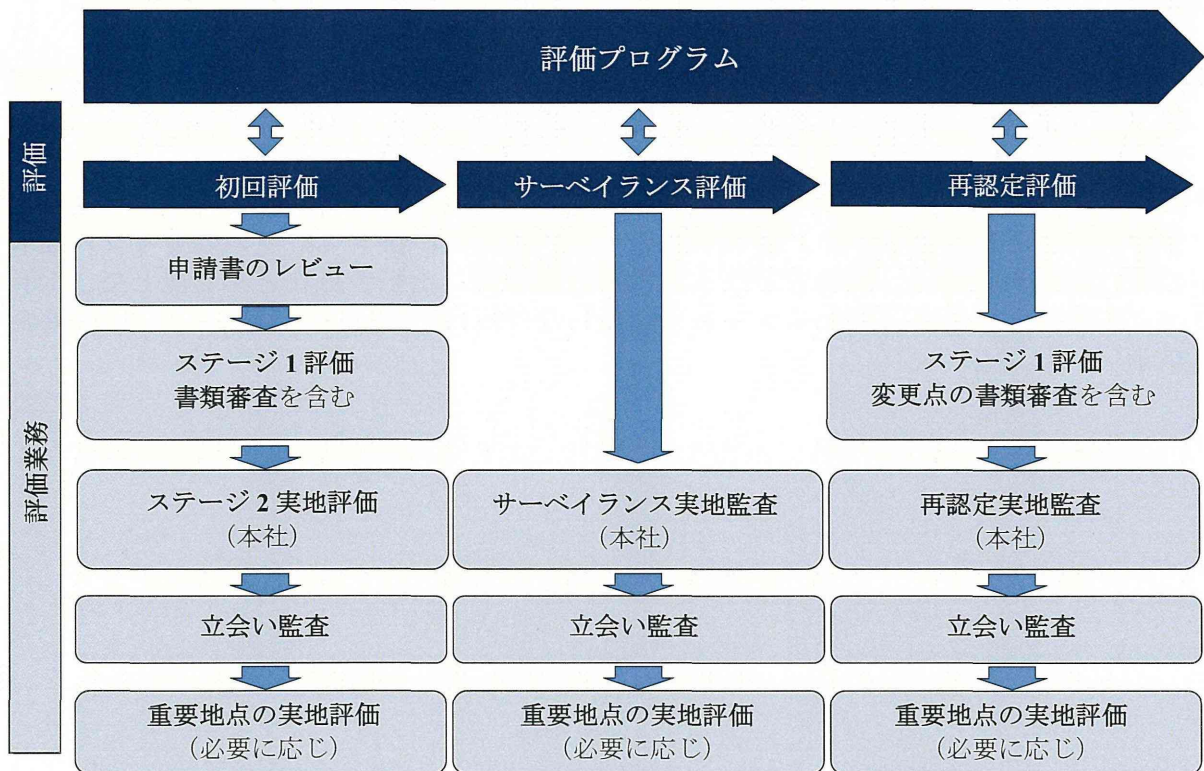 評価プログラム
評価
初回評価
サーベイランス評価
再認定評価
評価業務
申請書のレビュー
ステージ 1 評価
書類審査を含む
ステージ 1 評価
変更点の書類審査を含む
ステージ 2 実地評価
(本社)
サーベイランス実地監査
(本社)
再認定実地監査
(本社)
立会い監査
立会い監査
立会い監査
重要地点の実地評価
(必要に応じ)
重要地点の実地評価
(必要に応じ)
重要地点の実地評価
(必要に応じ)